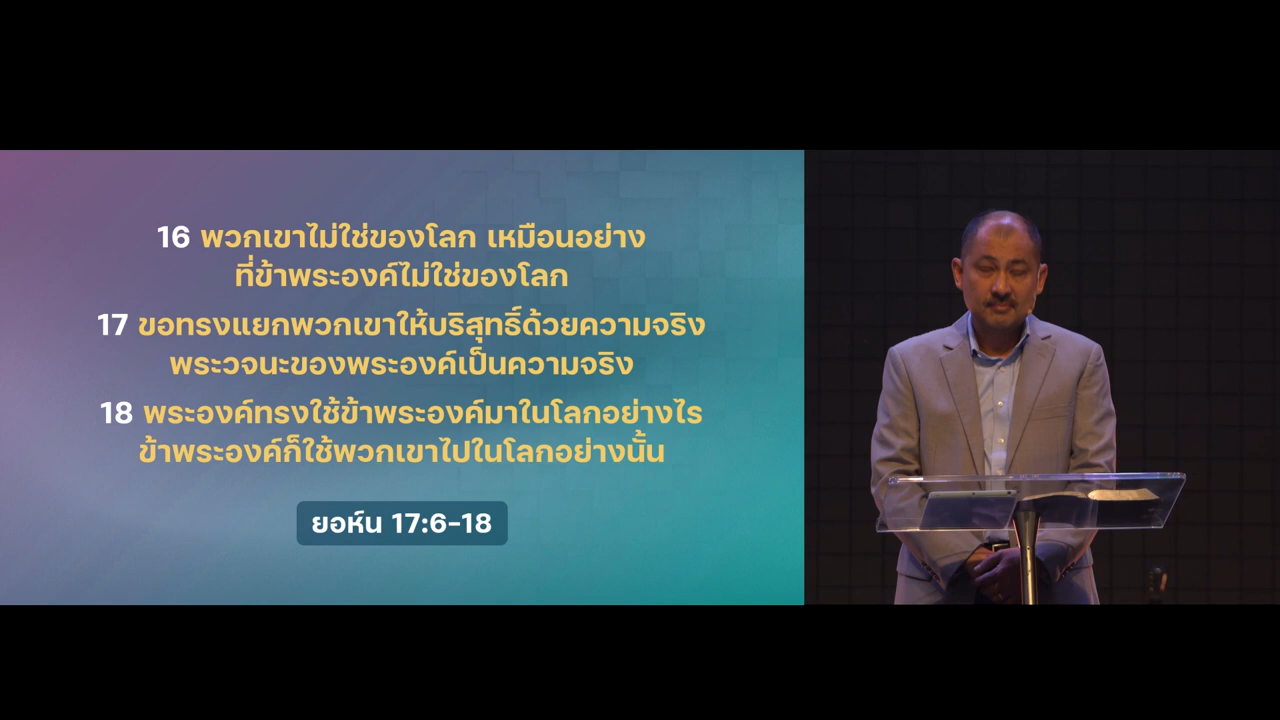 16 พวกเขาไม่ใช่ของโลก เหมือนอย่าง
ที่ข้าพระองค์ไม่ใช่ของโลก
17 ขอทรงแยกพวกเขาให้บริสุทธิ์ด้วยความจริง
พระวจนะของพระองค์เป็นความจริง
18 พระองค์ทรงใช้ข้าพระองค์มาในโลกอย่างไร
ข้าพระองค์ก็ใช้พวกเขาไปในโลกอย่างนั้น
ยอห์น 17:6-18